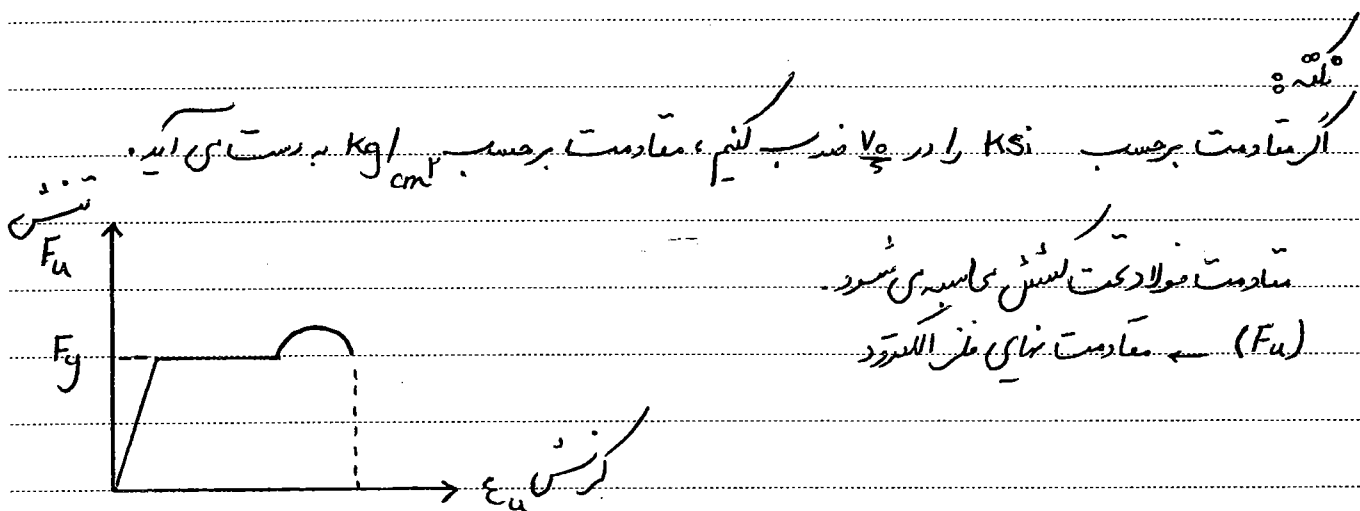 نکته:
اگر مقاومت برحسب Ksi را در ۷۰ ضرب کنیم، مقاومت برحسب kg/cm² به دست می آید.
تنش
Fu
مقاومت فولاد تحت کشش محاسبه می شود.
Fy
(Fu) ← مقاومت نهایی فلز الکترود
کرنش εu